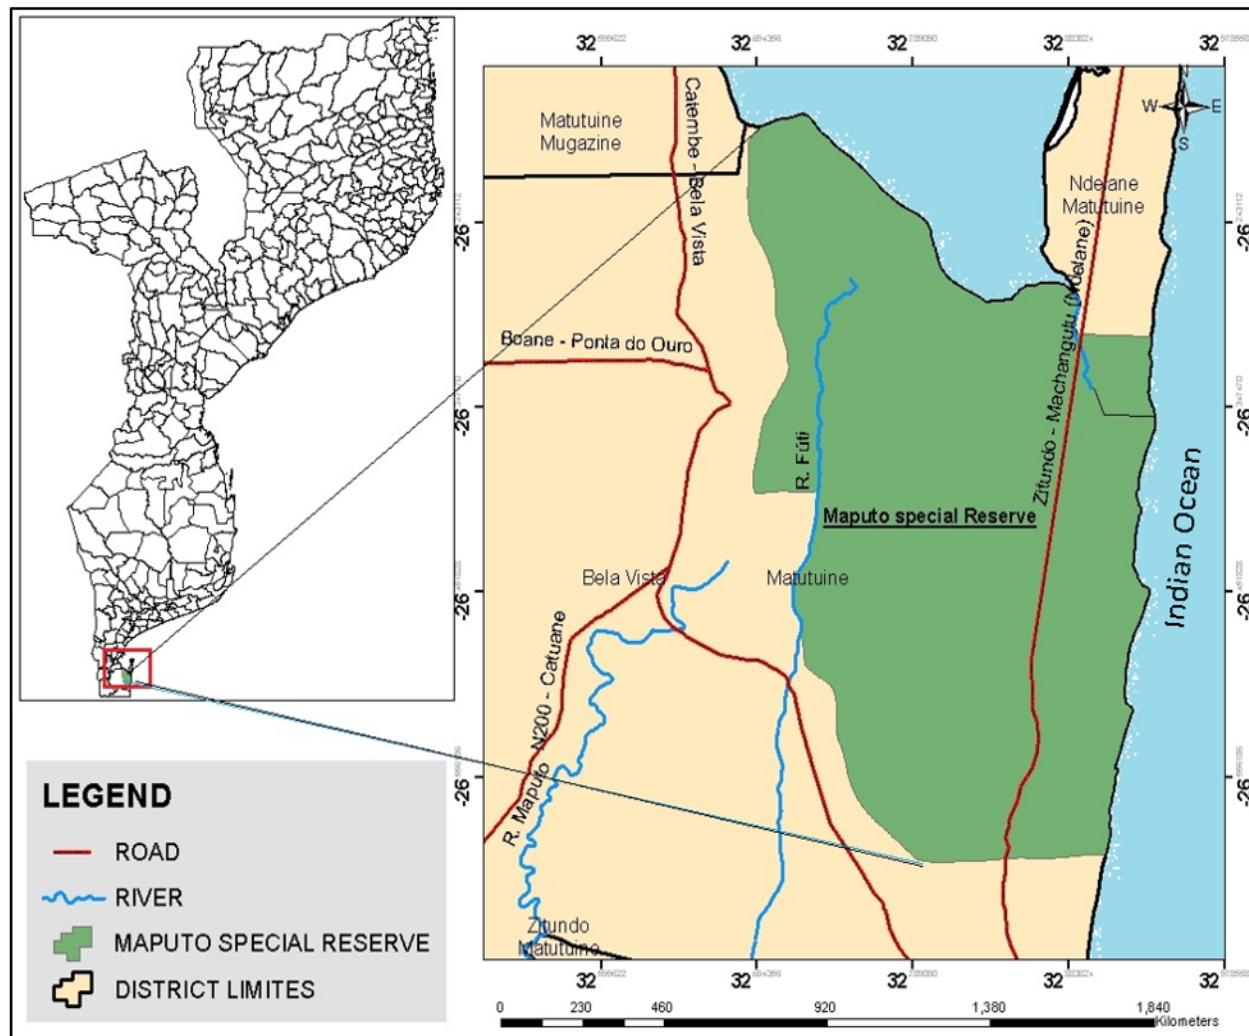 32 32 32 32 32
N
W E
S
Matutuine
Mugazine
Catembe - Bela Vista
Ndelane
Matutuine
-26 -26
Boane - Ponta do Ouro
Zitundo - Machangutu (Ndelane)
-26 347470 -26
R. Fúti
Maputo special Reserve
Indian Ocean
Bela Vista
Matutuine
-26 -26
N200 - Catuane
R. Maputo
-26 -26
Zitundo
Matutuine
32 32 32 32 32
LEGEND
ROAD
RIVER
MAPUTO SPECIAL RESERVE
DISTRICT LIMITES
0 230 460 920 1,380 1,840
Kilometers